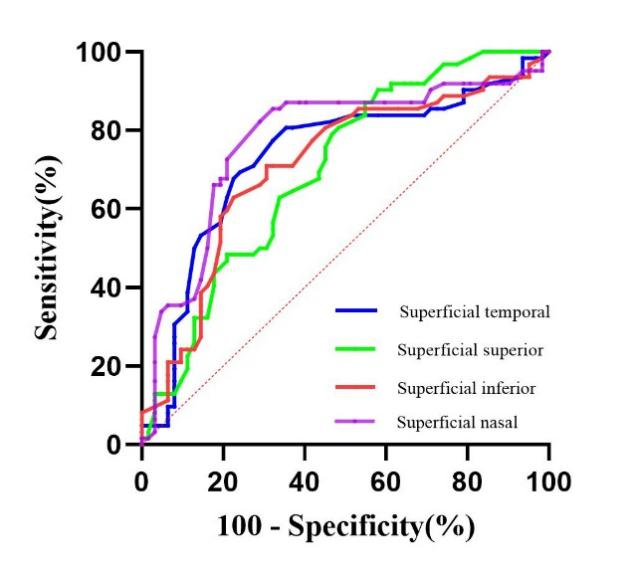 100
80
60
40
20
0
Sensitivity(%)
Superficial temporal
Superficial superior
Superficial inferior
Superficial nasal
0 20 40 60 80 100
100 - Specificity(%)